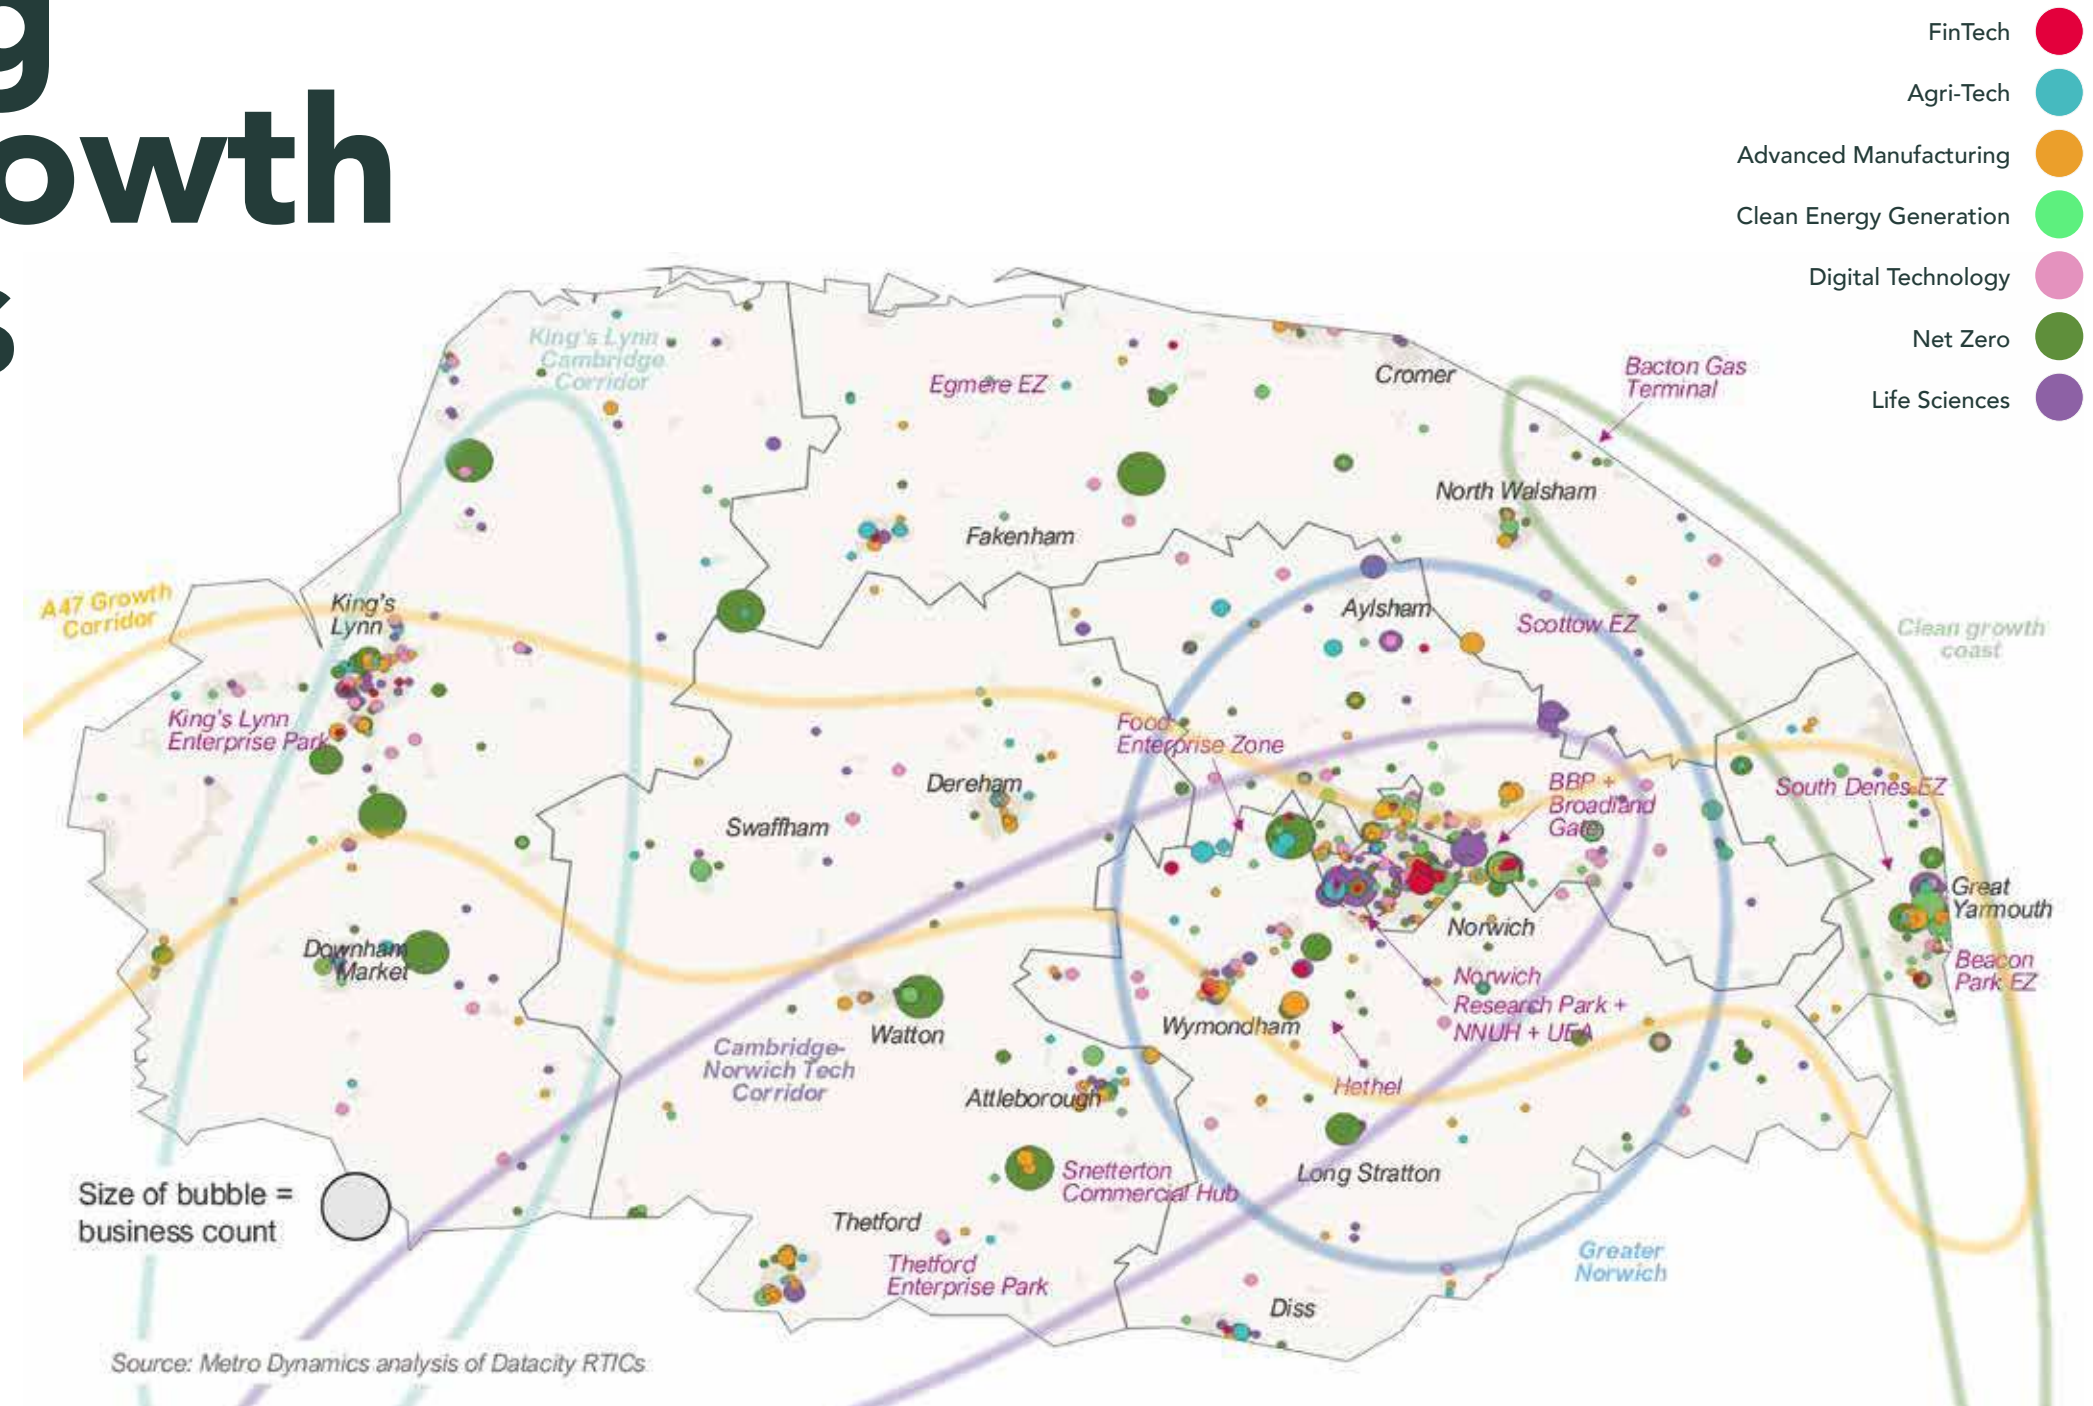 g
owth
s
FinTech
Agri-Tech
Advanced Manufacturing
Clean Energy Generation
Digital Technology
Net Zero
Life Sciences
King's Lynn
Cambridge
Corridor
Egmere EZ
Cromer
Bacton Gas
Terminal
North Walsham
Fakenham
A47 Growth
Corridor
King's
Lynn
Aylsham
Scottow EZ
Clean growth
coast
King's Lynn
Enterprise Park
Food
Enterprise Zone
Dereham
BBP +
Broadland
Gate
South Denes EZ
Swaffham
Great
Yarmouth
Norwich
Downham
Market
Beacon
Park EZ
Norwich
Research Park +
NNUH + UEA
Wymondham
Watton
Cambridge-
Norwich Tech
Corridor
Hethel
Attleborough
Snetterton
Commercial Hub
Long Stratton
Size of bubble =
business count
Thetford
Thetford
Enterprise Park
Greater
Norwich
Diss
Source: Metro Dynamics analysis of Datacity RTICs